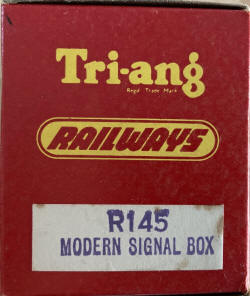 Tri-ang
Regd Trade Mark
RAILWAYS
R145
MODERN SIGNAL BOX